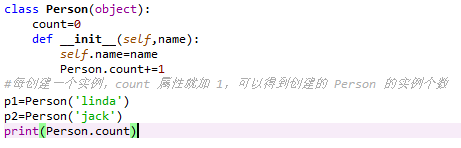 class Person(object):
    count=0
    def __init__(self,name):
        self.name=name
        Person.count+=1
#每创建一个实例，count 属性就加 1，可以得到创建的 Person 的实例个数
p1=Person('linda')
p2=Person('jack')
print(Person.count)